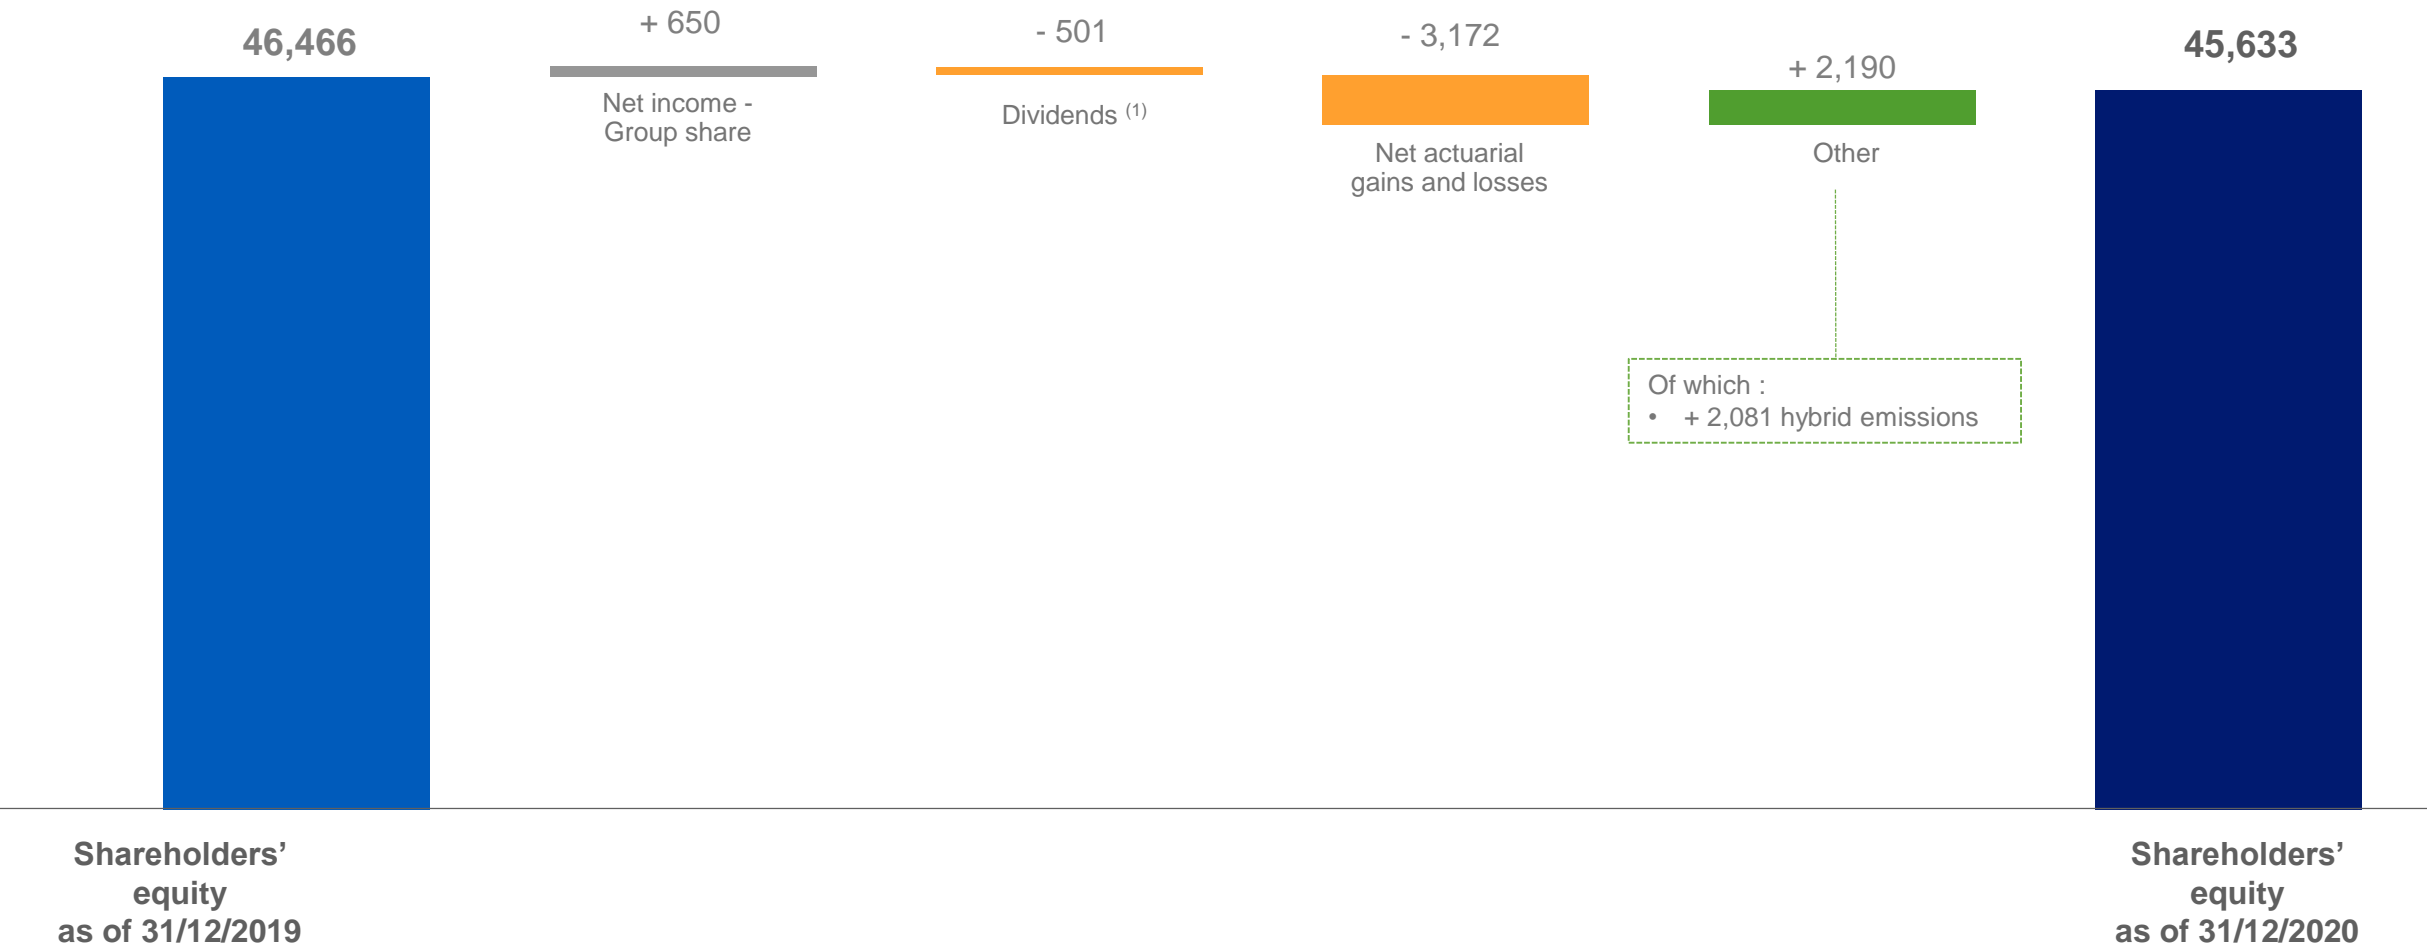 46,466
+ 650
Net income -
Group share
- 501
Dividends (1)
- 3,172
Net actuarial
gains and losses
+ 2,190
Other
Of which :
• + 2,081 hybrid emissions
45,633
Shareholders’
equity
as of 31/12/2019
Shareholders’
equity
as of 31/12/2020